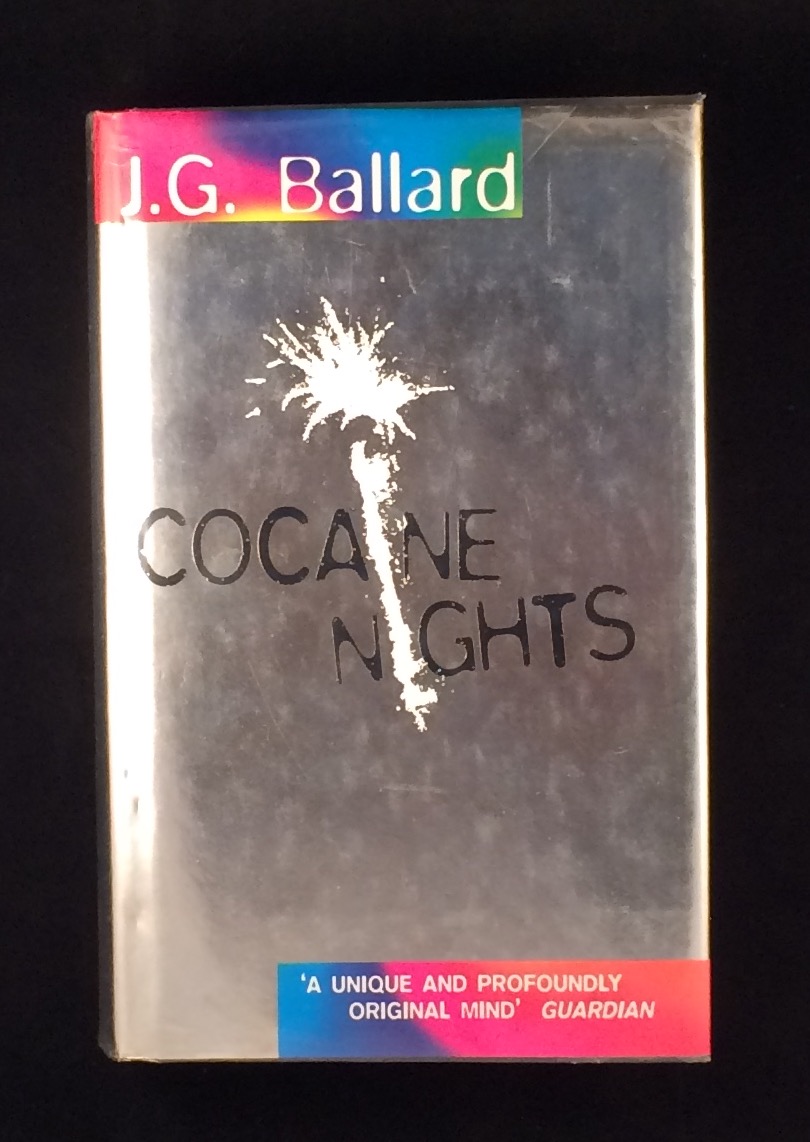 J.G. Ballard
COCAINE
NIGHTS
‘A UNIQUE AND PROFOUNDLY
ORIGINAL MIND’ GUARDIAN